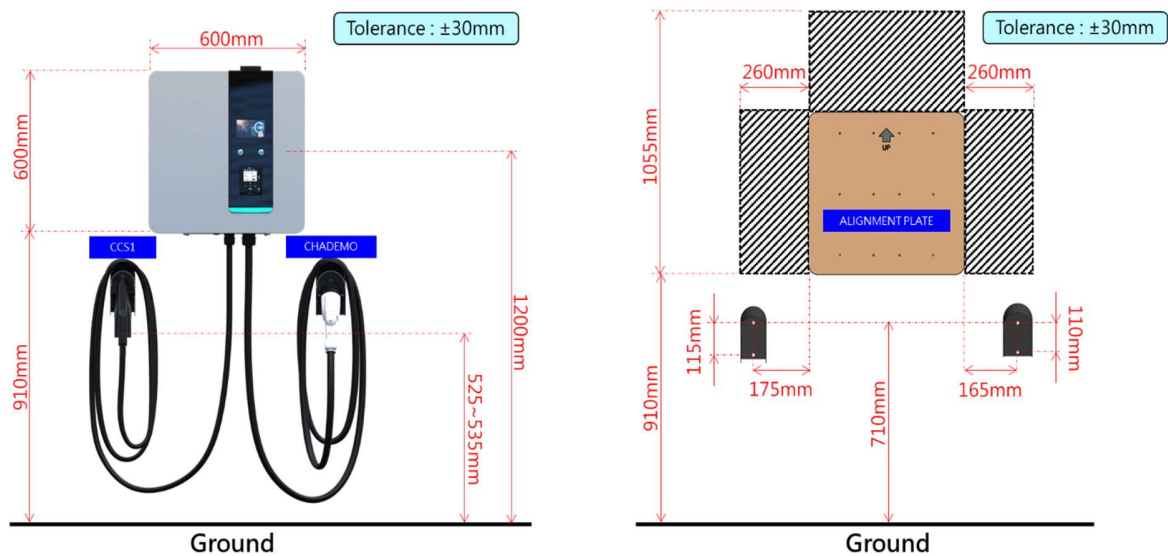 Tolerance : ±30mm
600mm
600mm
CCS1
CHADEMO
910mm
525~535mm
1200mm
Ground
Tolerance : ±30mm
260mm
260mm
1055mm
UP
ALIGNMENT PLATE
115mm
110mm
175mm
165mm
910mm
710mm
Ground